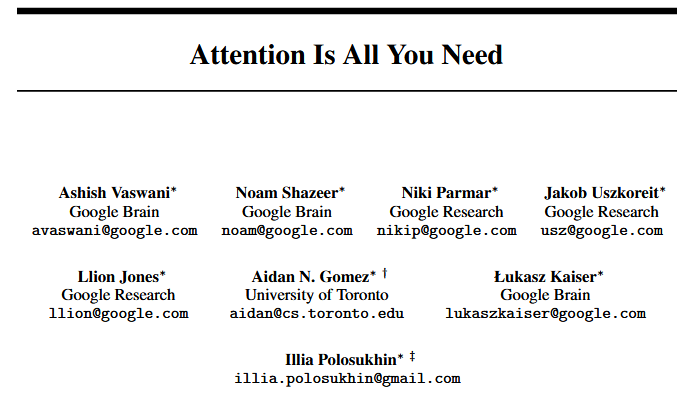 Attention Is All You Need
Ashish Vaswani* Noam Shazeer* Niki Parmar* Jakob Uszkoreit*
Google Brain Google Brain Google Research Google Research
avaswani@google.com noam@google.com nikip@google.com usz@google.com
Llion Jones* Aidan N. Gomez* † Łukasz Kaiser*
Google Research University of Toronto Google Brain
llion@google.com aidan@cs.toronto.edu lukaszkaiser@google.com
Illia Polosukhin* ‡
illia.polosukhin@gmail.com